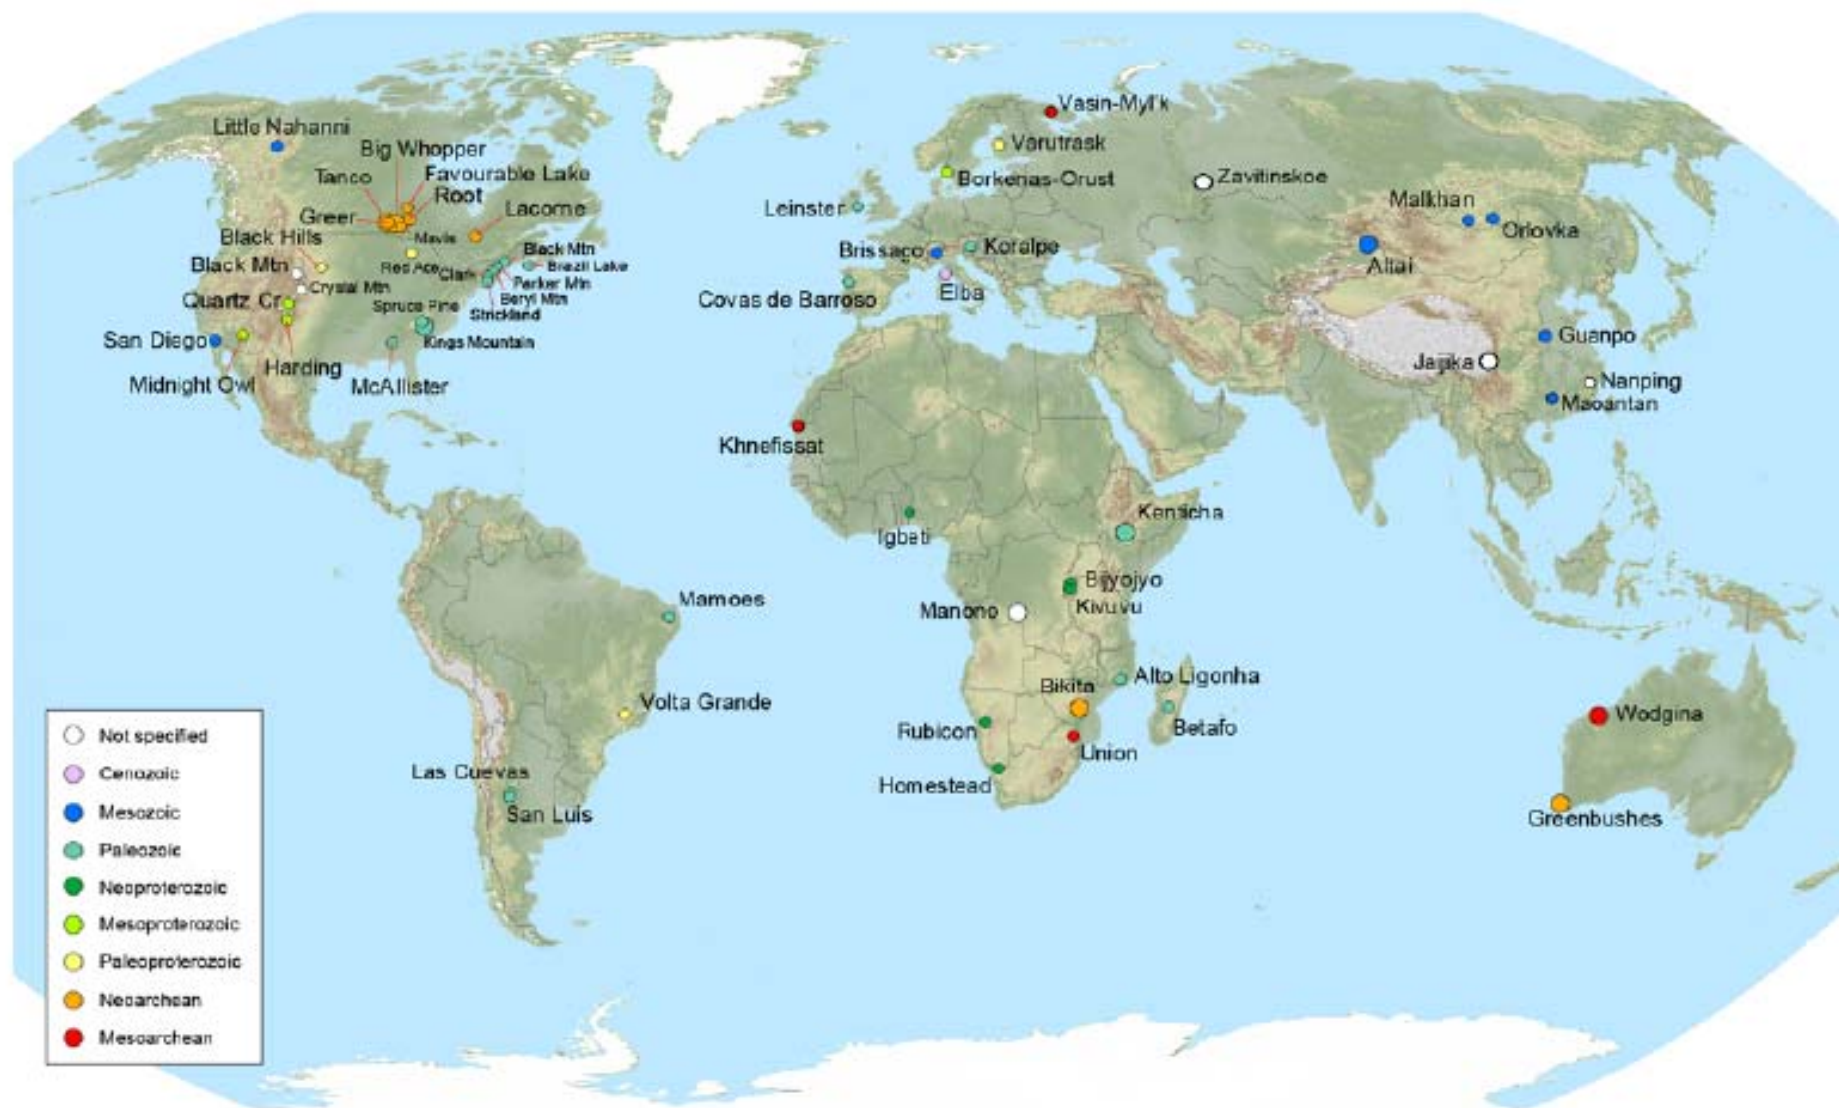 Vasin-Myl'k
Little Nahanni
Big Whopper
Varutrask
Tanco
Favourable Lake
Borkenas-Orust
Zavitinskoe
Root
Malkhan
Leinster
Lacorne
Greer
Orlovka
Black Hills
Mavis
Black Mtn
Brissago
Koralpe
Black Mtn
Red Ace
Clark
Brazil Lake
Altai
Crystal Mtn
Parker Mtn
Elba
Quartz Cr
Spruce Pine
Beryl Mtn
Covas de Barroso
Strickland
San Diego
Kings Mountain
Guanpo
Harding
Jajika
Midnight Owl
McAllister
Nanping
Maoantan
Khnefissat
Kenticha
Igbeti
Bijyojyo
Mamoes
Manono
Kivuvu
Alto Ligonha
Bikita
Volta Grande
Wodgina
Rubicon
Betafo
Union
Las Cuevas
Homestead
San Luis
Greenbushes
Not specified
Cenozoic
Mesozoic
Paleozoic
Neoproterozoic
Mesoproterozoic
Paleoproterozoic
Neoarchean
Mesoarchean